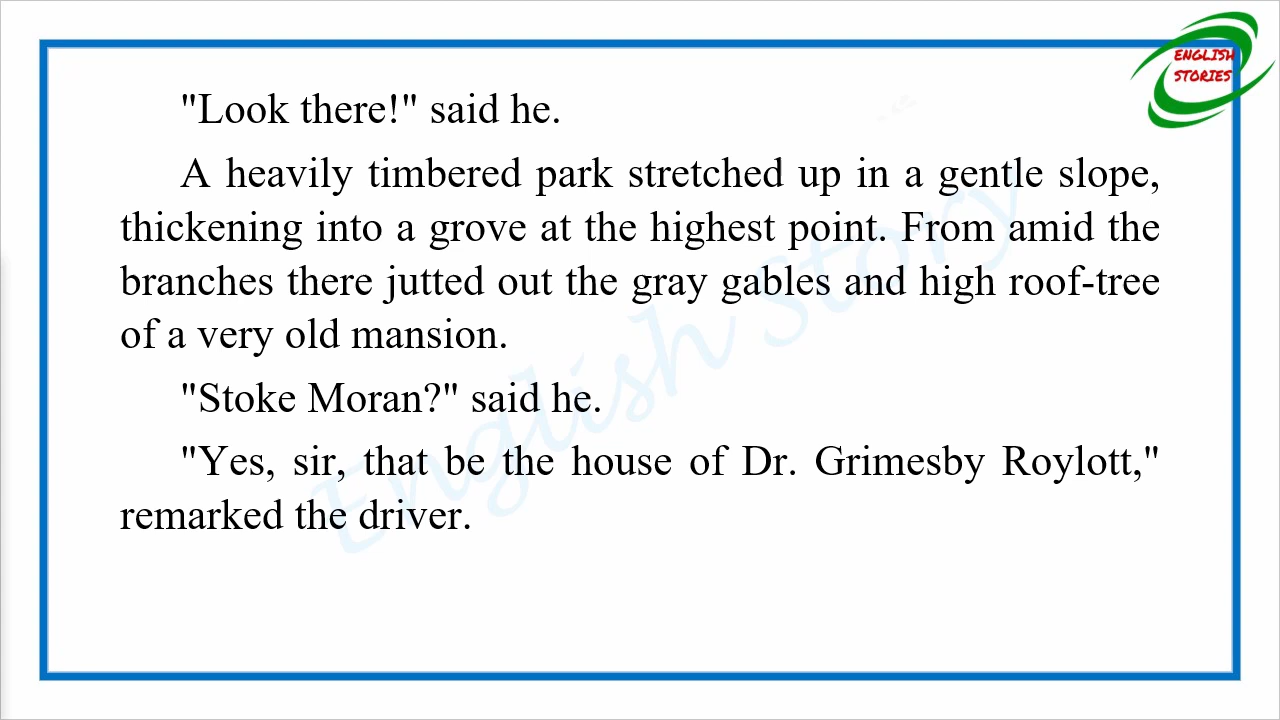 ENGLISH
STORIES
"Look there!" said he.
A heavily timbered park stretched up in a gentle slope,
thickening into a grove at the highest point. From amid the
branches there jutted out the gray gables and high roof-tree
of a very old mansion.
"Stoke Moran?" said he.
"Yes, sir, that be the house of Dr. Grimesby Roylott,"
remarked the driver.
English Story